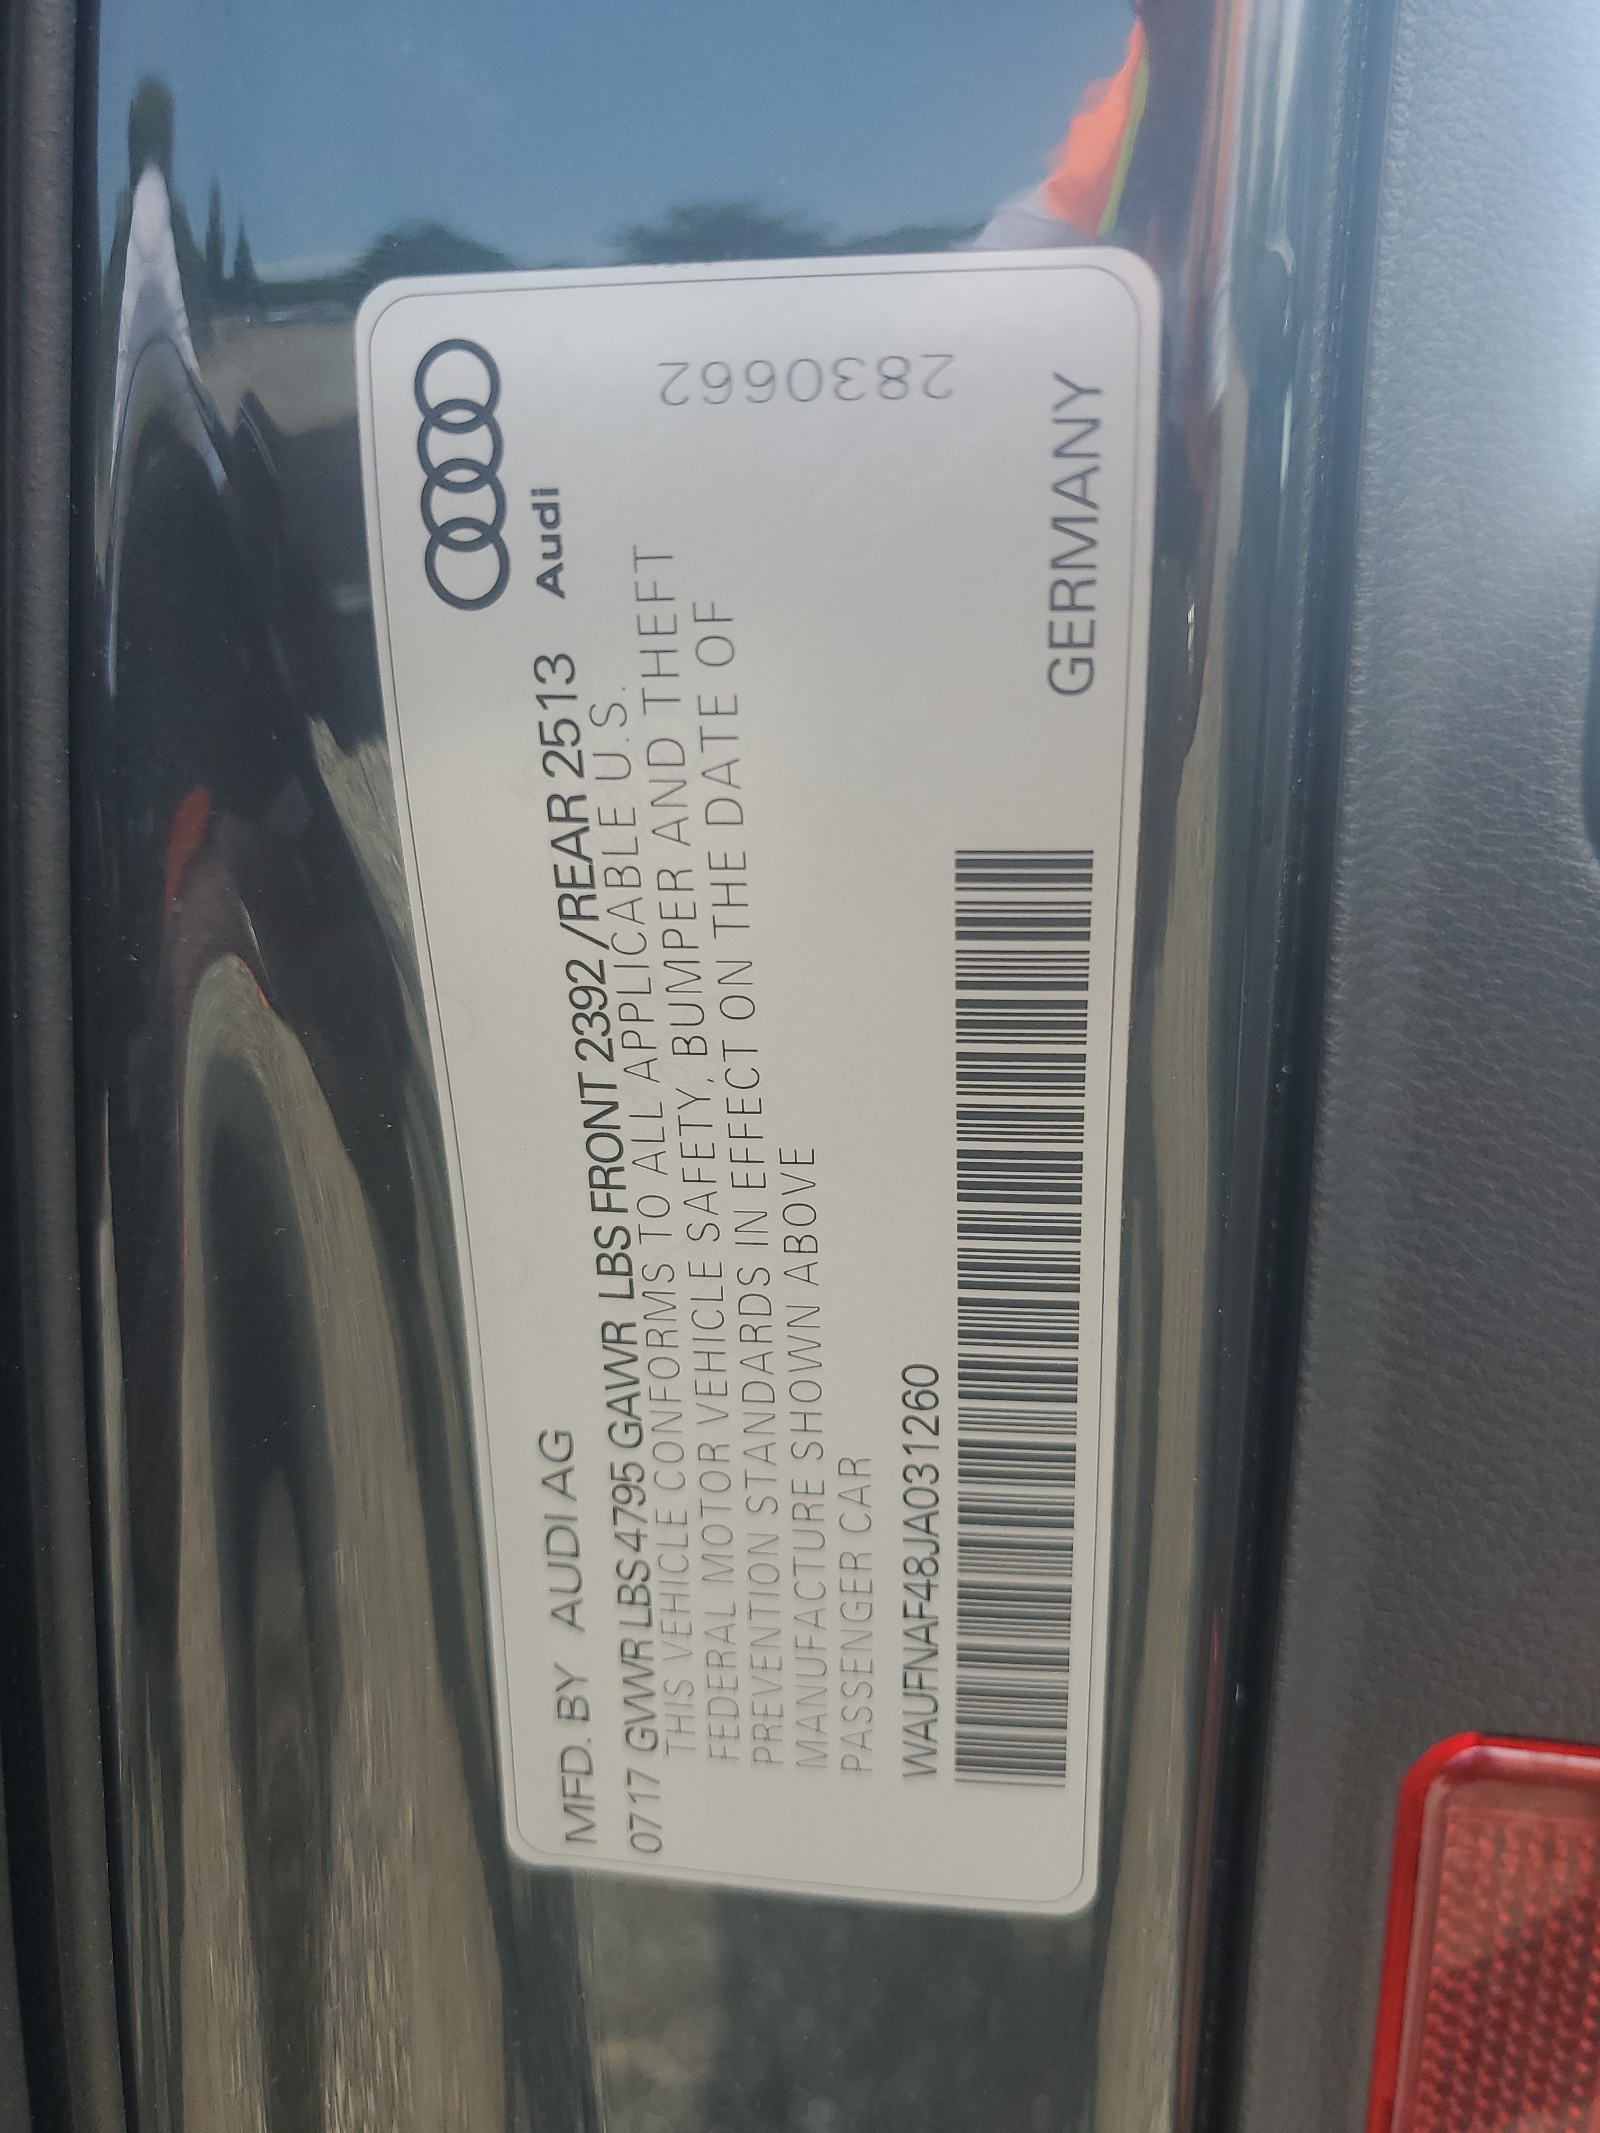 MFD. BY AUDI AG
0717 GVWR LBS 4795 GAWR LBS FRONT 2392 /REAR 2513
Audi
THIS VEHICLE CONFORMS TO ALL APPLICABLE U.S.
FEDERAL MOTOR VEHICLE SAFETY, BUMPER AND THEFT
PREVENTION STANDARDS IN EFFECT ON THE DATE OF
MANUFACTURE SHOWN ABOVE
PASSENGER CAR
2830662
WAUFNAF48JA031260
GERMANY